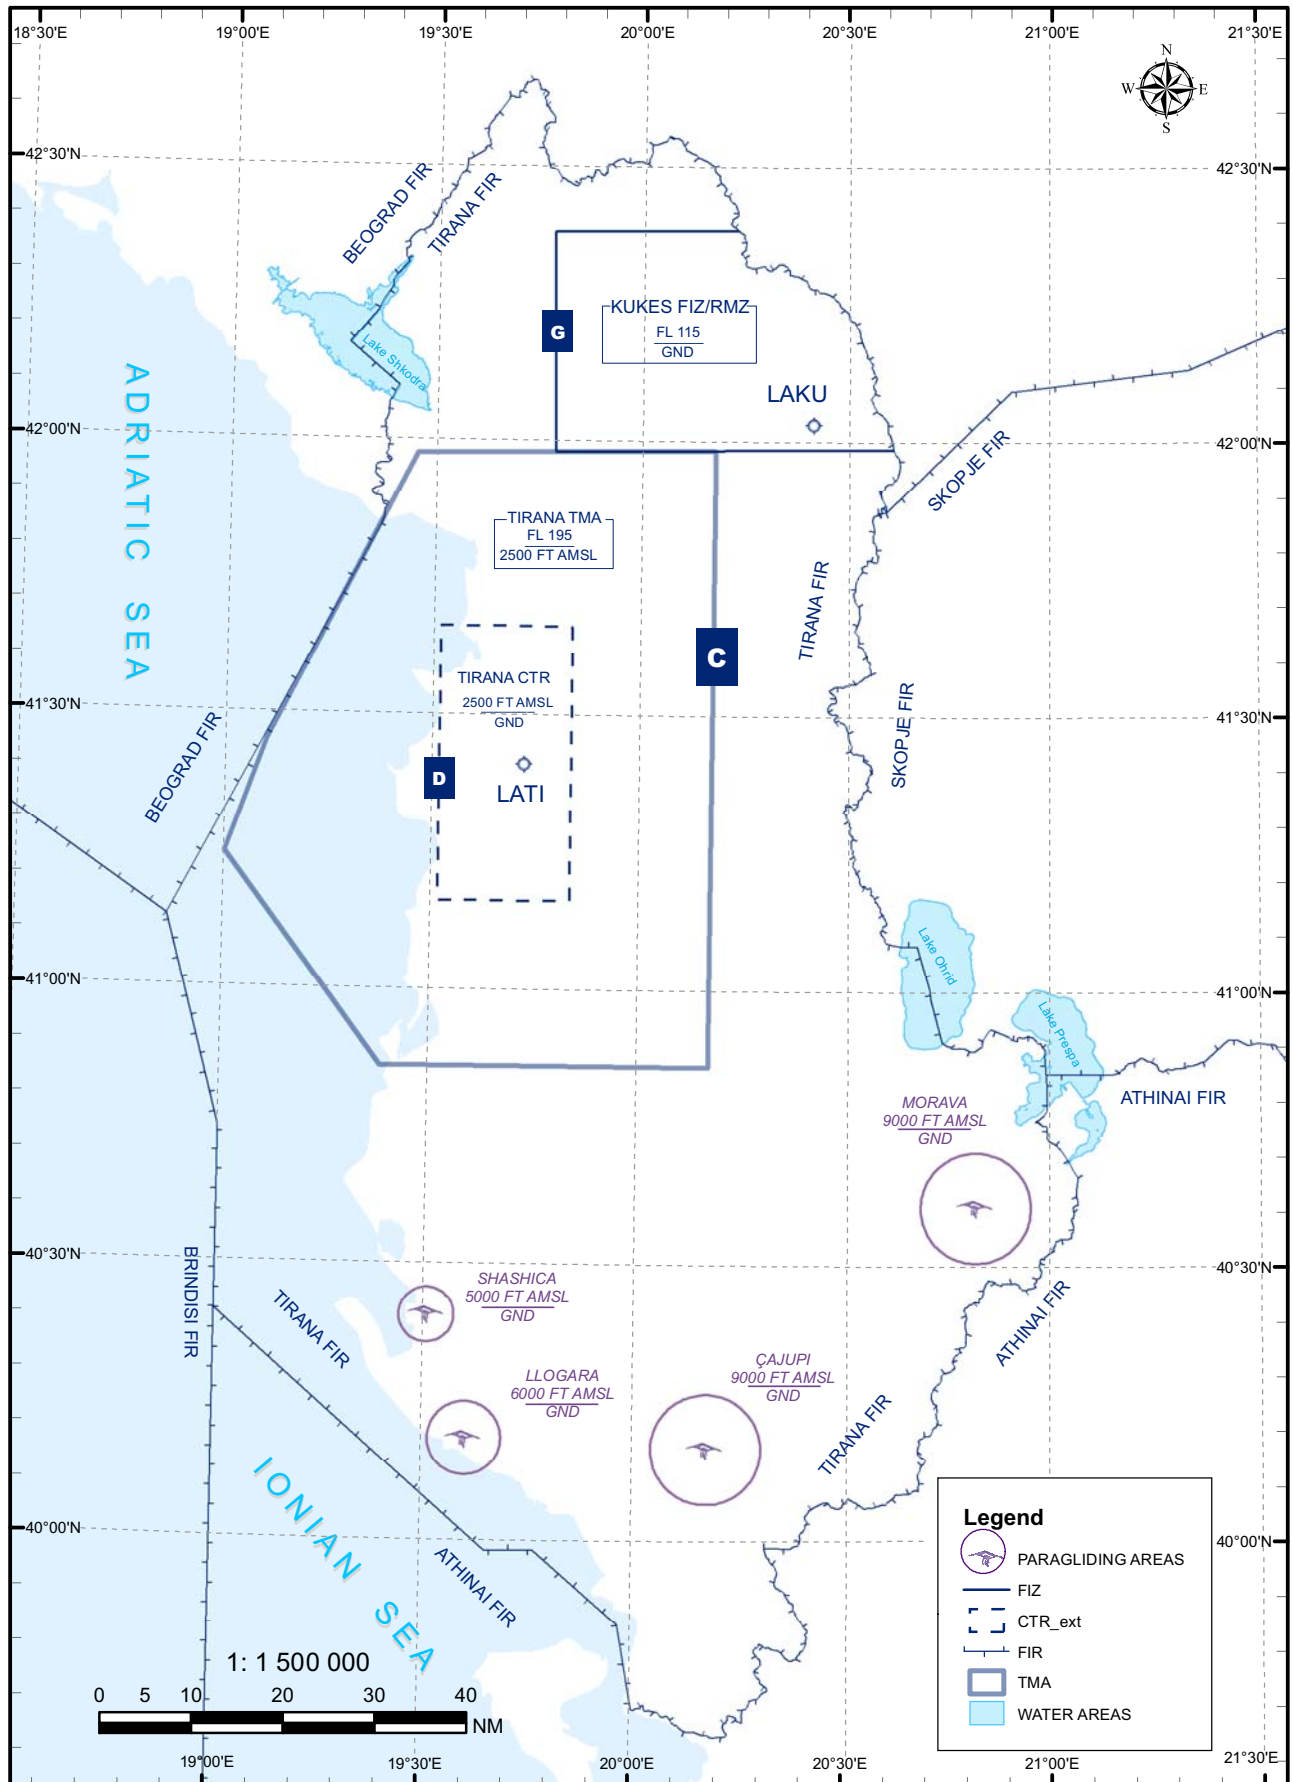 18°30'E 19°00'E 19°30'E 20°00'E 20°30'E 21°00'E 21°30'E
N
W E
S
42°30'N 42°30'N
BEOGRAD FIR
TIRANA FIR
KUKES FIZ/RMZ
FL 115
GND
G
Lake Shkodra
LAKU
ADRIATIC SEA
42°00'N 42°00'N
SKOPJE FIR
TIRANA TMA
FL 195
2500 FT AMSL
TIRANA FIR
C
TIRANA CTR
2500 FT AMSL
GND
SKOPJE FIR
41°30'N 41°30'N
BEOGRAD FIR
D
LATI
Lake Ohrid
41°00'N 41°00'N
Lake Prespa
ATHINAI FIR
MORAVA
9000 FT AMSL
GND
40°30'N 40°30'N
BRINDISI FIR
TIRANA FIR
SHASHICA
5000 FT AMSL
GND
ATHINAI FIR
LLOGARA
6000 FT AMSL
GND
ÇAJUPI
9000 FT AMSL
GND
TIRANA FIR
IONIAN SEA
40°00'N 40°00'N
ATHINAI FIR
Legend
PARAGLIDING AREAS
FIZ
CTR_ext
FIR
TMA
WATER AREAS
1: 1 500 000
0 5 10 20 30 40
NM
19°00'E 19°30'E 20°00'E 20°30'E 21°00'E 21°30'E